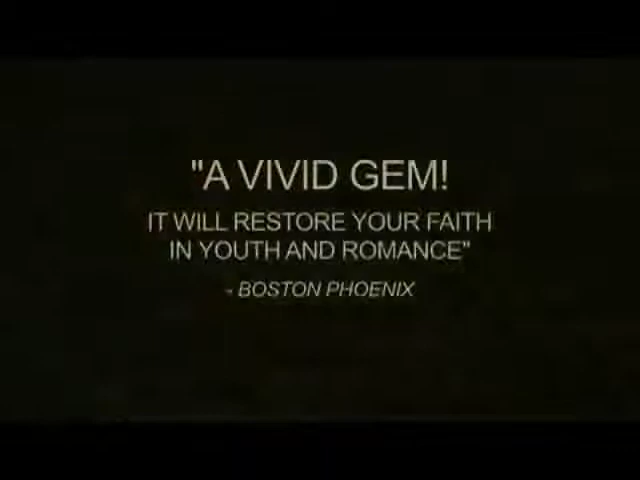 "A VIVID GEM!
IT WILL RESTORE YOUR FAITH
IN YOUTH AND ROMANCE"
- BOSTON PHOENIX